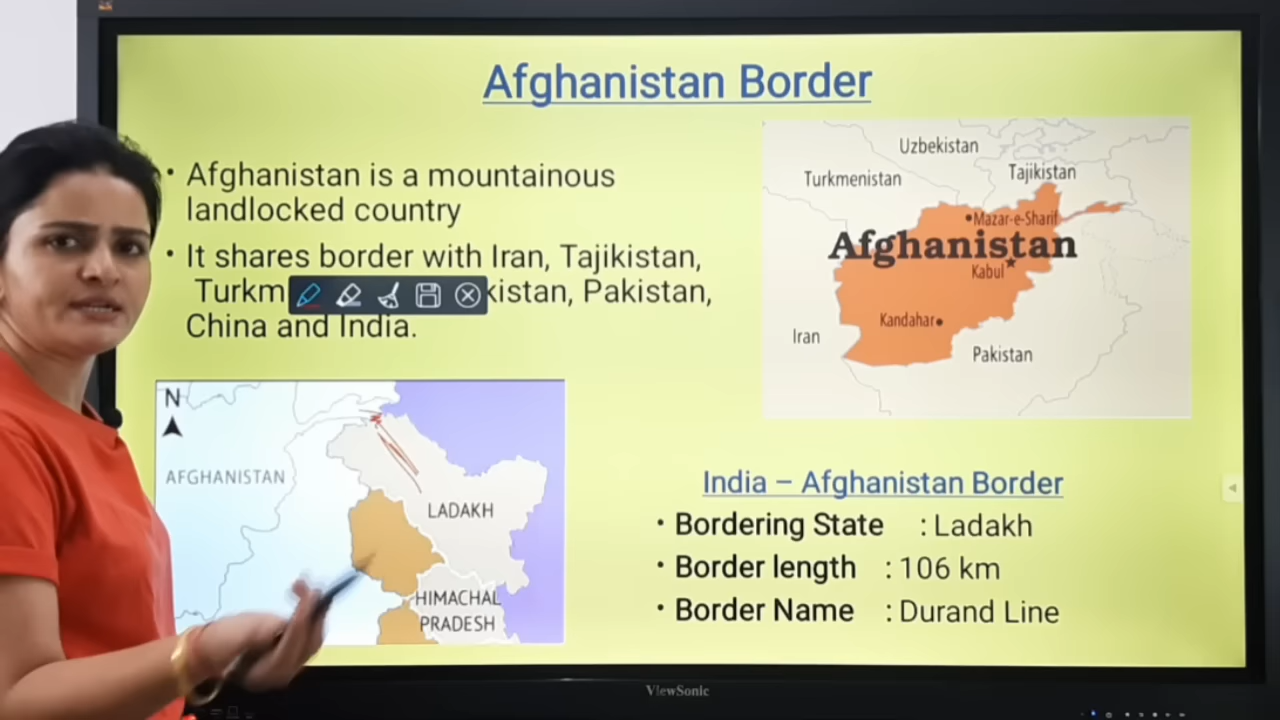 Afghanistan Border
• Afghanistan is a mountainous
landlocked country
• It shares border with Iran, Tajikistan,
Turkm kistan, Pakistan,
China and India.
Uzbekistan
Turkmenistan
Tajikistan
Mazar-e-Sharif
Afghanistan
Kabul
Kandahar
Iran
Pakistan
N
AFGHANISTAN
LADAKH
HIMACHAL
PRADESH
India – Afghanistan Border
• Bordering State : Ladakh
• Border length : 106 km
• Border Name : Durand Line
ViewSonic